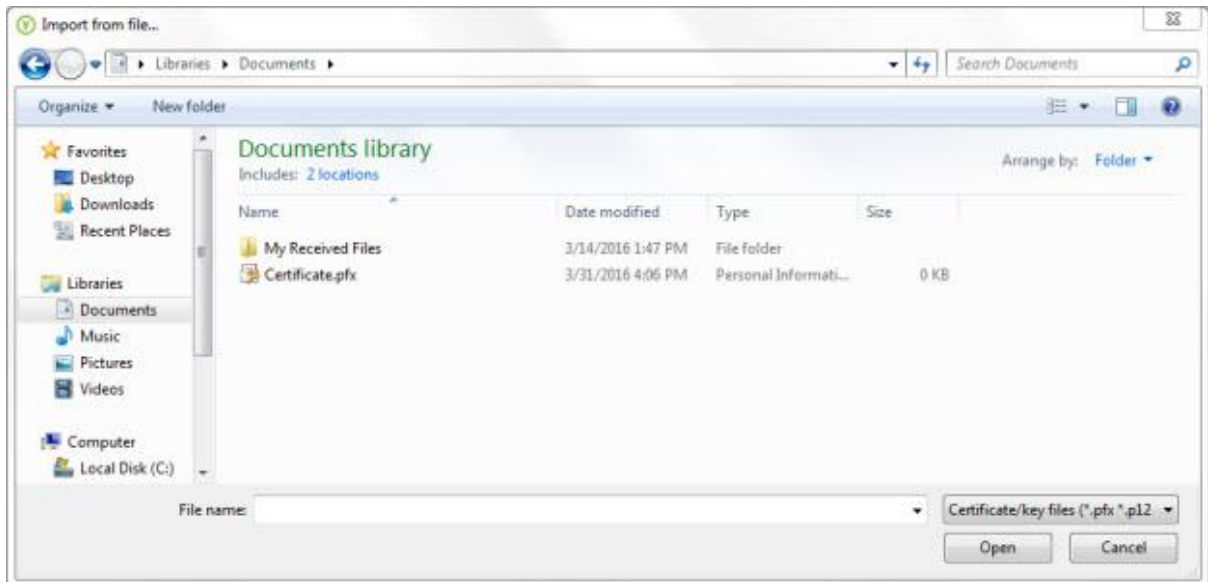 Import from file...
Libraries Documents
Search Documents
Organize New folder
Favorites
Desktop
Downloads
Recent Places
Libraries
Documents
Music
Pictures
Videos
Computer
Local Disk (C:)
Documents library
Includes: 2 locations
Arrange by: Folder
Name Date modified Type Size
My Received Files 3/14/2016 1:47 PM File folder
Certificate.pfx 3/31/2016 4:06 PM Personal Informati... 0 KB
File name: Certificate/key files (*.pfx *.p12
Open Cancel